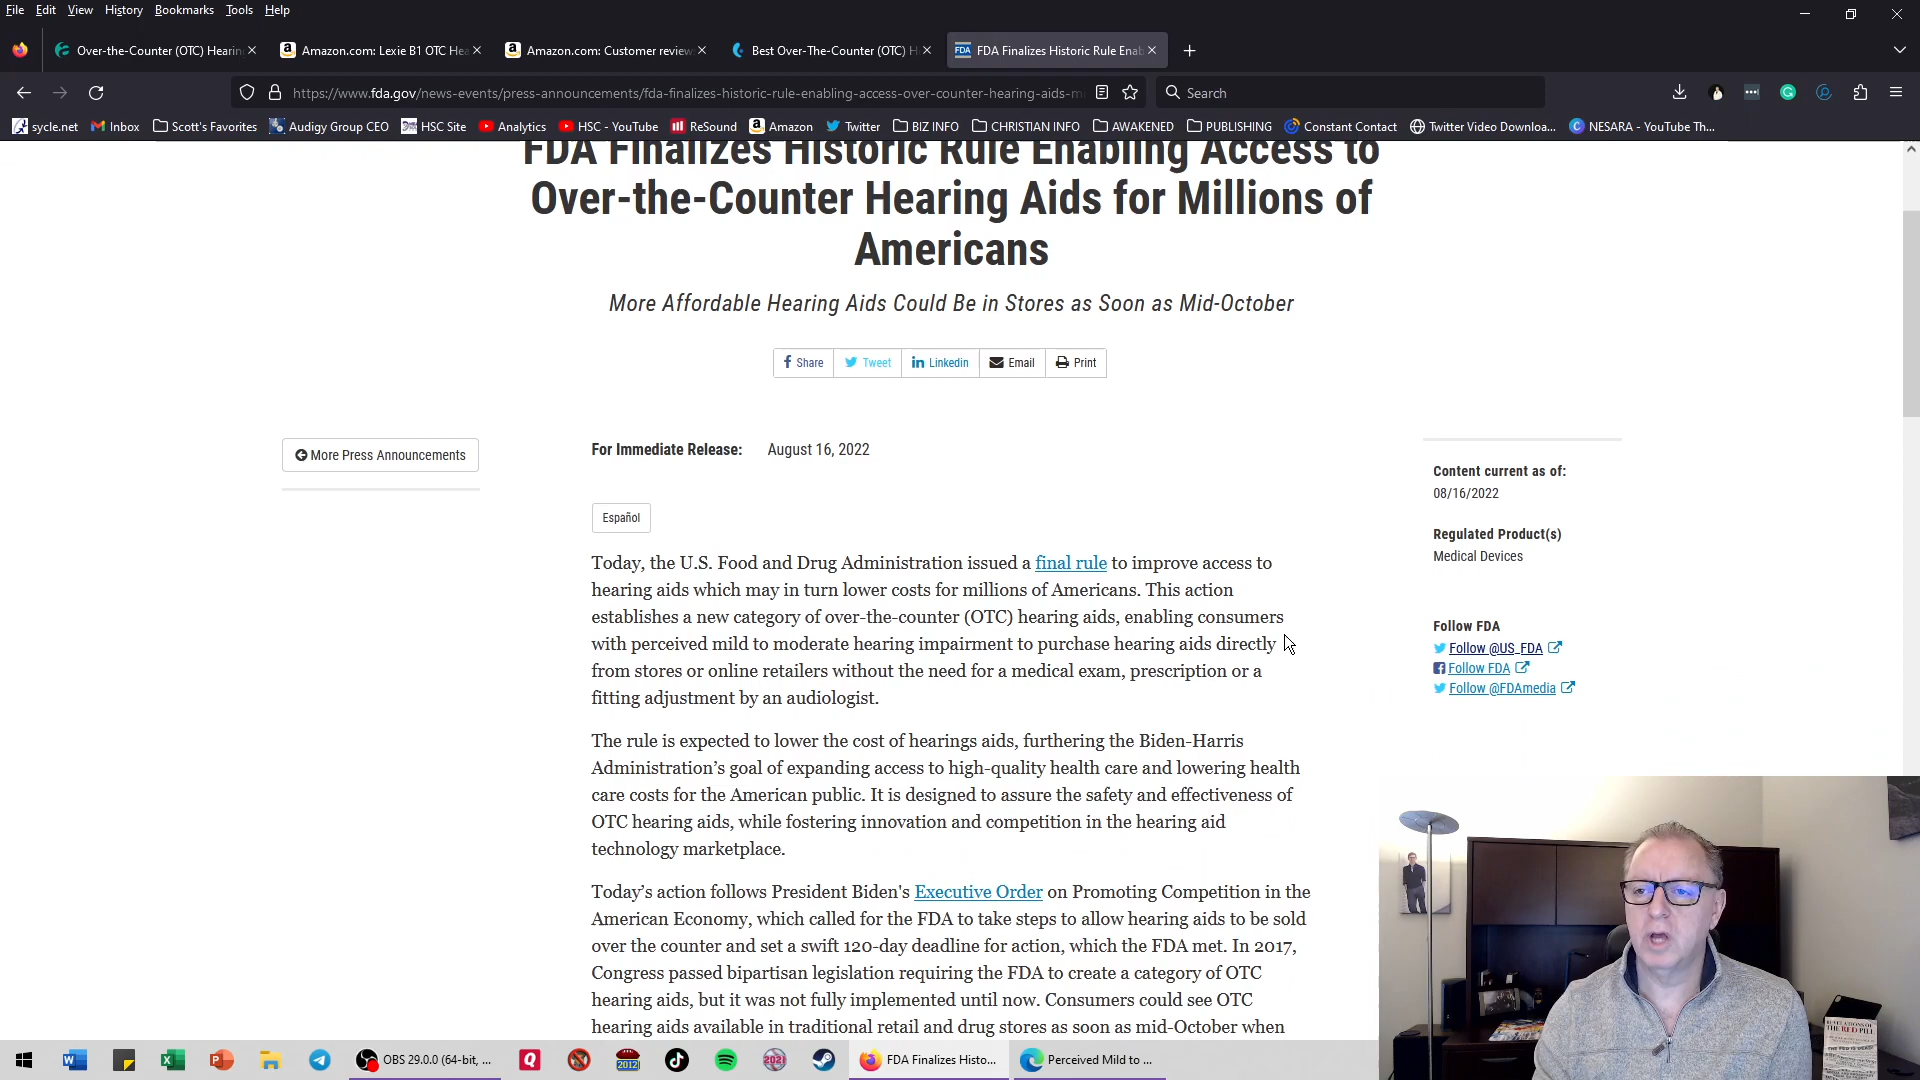 File Edit View History Bookmarks Tools Help
Over-the-Counter (OTC) Hearin
Amazon.com: Lexie B1 OTC Hea
Amazon.com: Customer review
Best Over-The-Counter (OTC) H
FDA FDA Finalizes Historic Rule Enab
https://www.fda.gov/news-events/press-announcements/fda-finalizes-historic-rule-enabling-access-over-counter-hearing-aids-m
Search
sycle.net Inbox Scott's Favorites Audigy Group CEO HSC Site Analytics HSC - YouTube ReSound Amazon Twitter BIZ INFO CHRISTIAN INFO AWAKENED PUBLISHING Constant Contact Twitter Video Downloa... NESARA - YouTube Th...
FDA Finalizes Historic Rule Enabling Access to
Over-the-Counter Hearing Aids for Millions of
Americans
More Affordable Hearing Aids Could Be in Stores as Soon as Mid-October
Share Tweet Linkedin Email Print
More Press Announcements
For Immediate Release: August 16, 2022
Español
Today, the U.S. Food and Drug Administration issued a final rule to improve access to
hearing aids which may in turn lower costs for millions of Americans. This action
establishes a new category of over-the-counter (OTC) hearing aids, enabling consumers
with perceived mild to moderate hearing impairment to purchase hearing aids directly
from stores or online retailers without the need for a medical exam, prescription or a
fitting adjustment by an audiologist.
The rule is expected to lower the cost of hearings aids, furthering the Biden-Harris
Administration’s goal of expanding access to high-quality health care and lowering health
care costs for the American public. It is designed to assure the safety and effectiveness of
OTC hearing aids, while fostering innovation and competition in the hearing aid
technology marketplace.
Today’s action follows President Biden's Executive Order on Promoting Competition in the
American Economy, which called for the FDA to take steps to allow hearing aids to be sold
over the counter and set a swift 120-day deadline for action, which the FDA met. In 2017,
Congress passed bipartisan legislation requiring the FDA to create a category of OTC
hearing aids, but it was not fully implemented until now. Consumers could see OTC
hearing aids available in traditional retail and drug stores as soon as mid-October when
Content current as of:
08/16/2022
Regulated Product(s)
Medical Devices
Follow FDA
Follow @US_FDA
Follow FDA
Follow @FDAmedia
THE RED PILL
OBS 29.0.0 (64-bit, ...
2012
2021
FDA Finalizes Histo...
Perceived Mild to ...